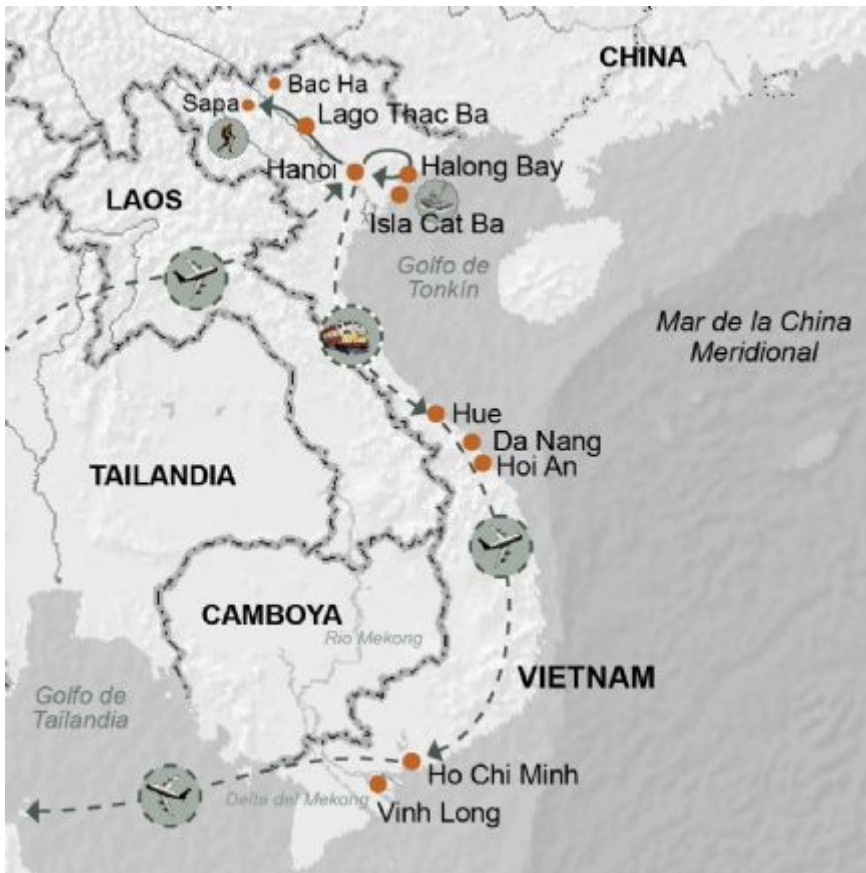 CHINA
Bac Ha
Sapa
Lago Thac Ba
Hanoi
Halong Bay
LAOS
Isla Cat Ba
Golfo de
Tonkín
Mar de la China
Meridional
Hue
Da Nang
Hoi An
TAILANDIA
CAMBOYA
Rio Mekong
VIETNAM
Golfo de
Tailandia
Ho Chi Minh
Delta del Mekong
Vinh Long